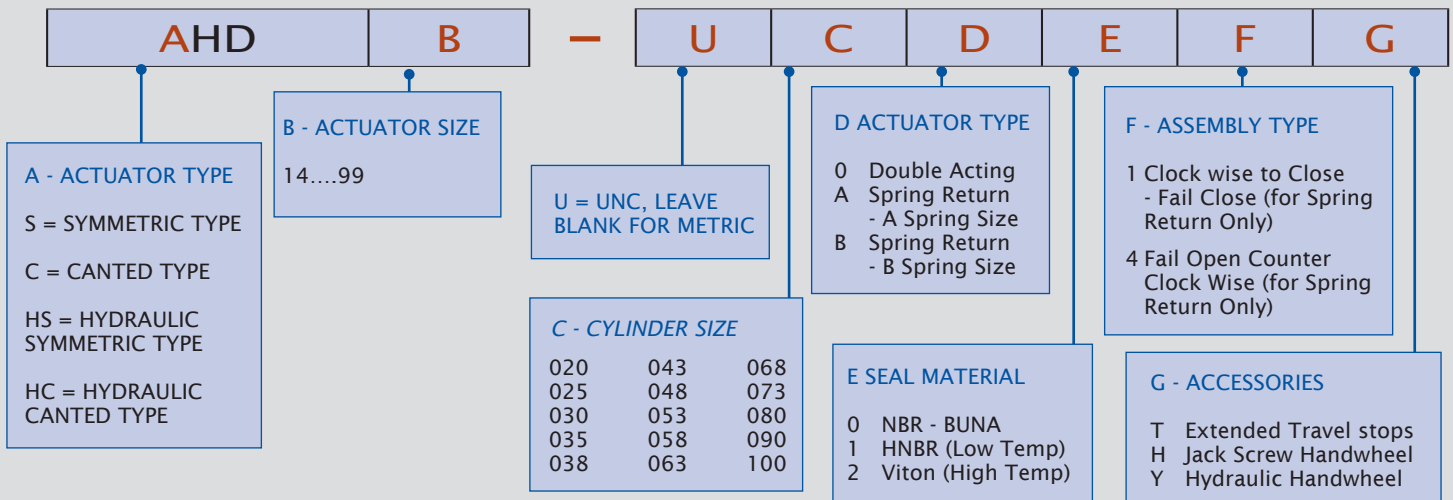 AHD B – U C D E F G
A - ACTUATOR TYPE
S = SYMMETRIC TYPE
C = CANTED TYPE
HS = HYDRAULIC
SYMMETRIC TYPE
HC = HYDRAULIC
CANTED TYPE
B - ACTUATOR SIZE
14....99
U = UNC, LEAVE
BLANK FOR METRIC
C - CYLINDER SIZE
020 043 068
025 048 073
030 053 080
035 058 090
038 063 100
D ACTUATOR TYPE
0 Double Acting
A Spring Return
- A Spring Size
B Spring Return
- B Spring Size
E SEAL MATERIAL
0 NBR - BUNA
1 HNBR (Low Temp)
2 Viton (High Temp)
F - ASSEMBLY TYPE
1 Clock wise to Close
- Fail Close (for Spring
Return Only)
4 Fail Open Counter
Clock Wise (for Spring
Return Only)
G - ACCESSORIES
T Extended Travel stops
H Jack Screw Handwheel
Y Hydraulic Handwheel